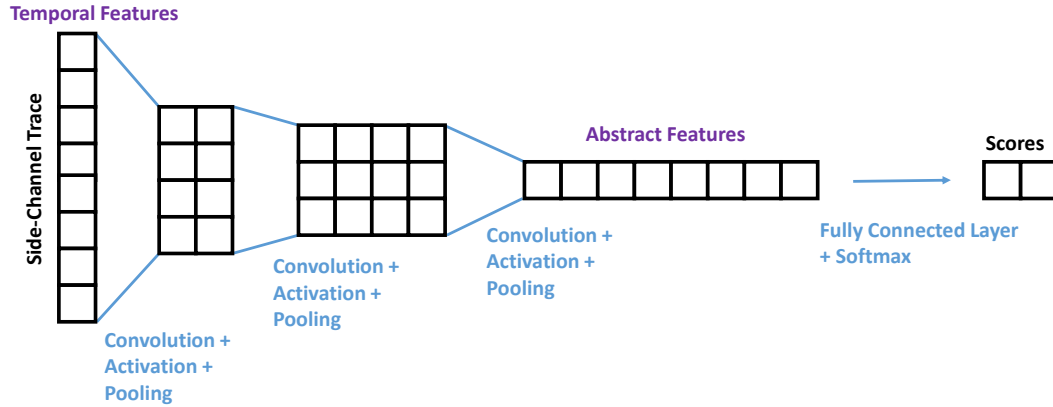 Temporal Features
Side-Channel Trace
Convolution +
Activation +
Pooling
Convolution +
Activation +
Pooling
Convolution +
Activation +
Pooling
Abstract Features
Fully Connected Layer
+ Softmax
Scores